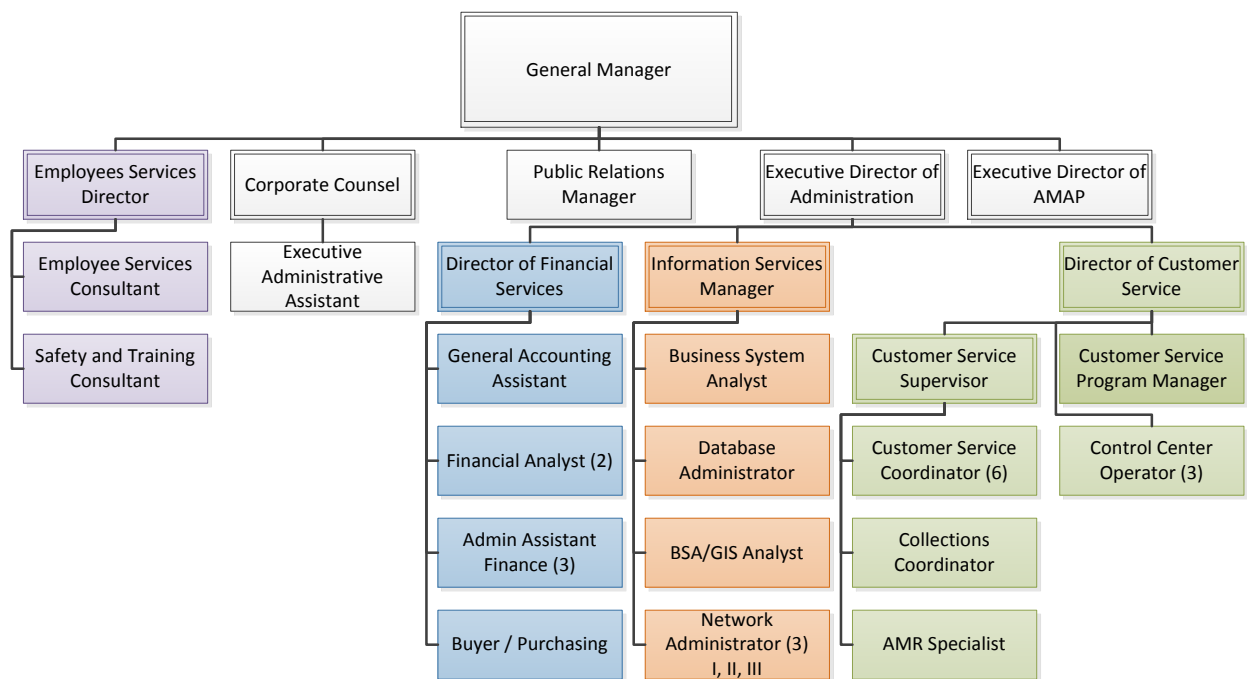 General Manager
Employees Services
Director
Corporate Counsel
Public Relations
Manager
Executive Director of
Administration
Executive Director of
AMAP
Employee Services
Consultant
Executive
Administrative
Assistant
Director of Financial
Services
Information Services
Manager
Director of Customer
Service
Safety and Training
Consultant
General Accounting
Assistant
Business System
Analyst
Customer Service
Supervisor
Customer Service
Program Manager
Financial Analyst (2)
Database
Administrator
Customer Service
Coordinator (6)
Control Center
Operator (3)
Admin Assistant
Finance (3)
BSA/GIS Analyst
Collections
Coordinator
Buyer / Purchasing
Network
Administrator (3)
I, II, III
AMR Specialist